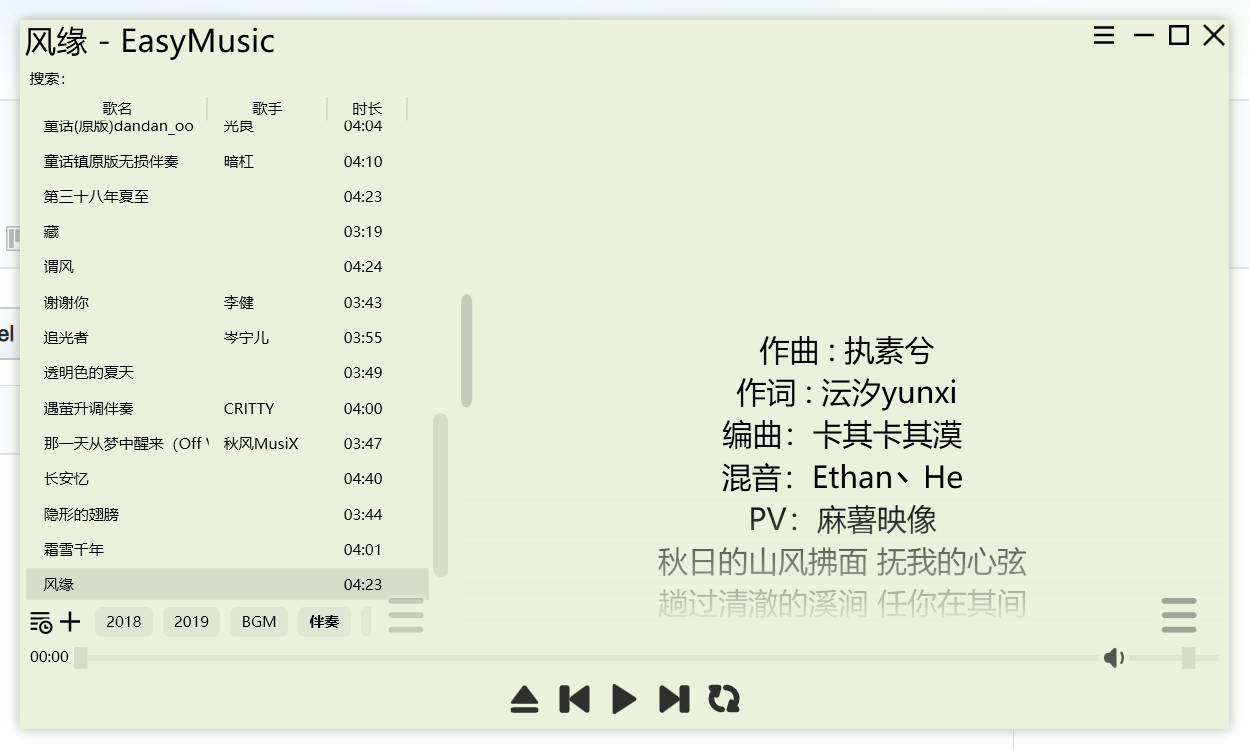 风缘 - EasyMusic
搜索：
歌名 歌手 时长
童话(原版)dandan_oo 光良 04:04
童话镇原版无损伴奏 暗杠 04:10
第三十八年夏至 04:23
藏 03:19
谓风 04:24
谢谢你 李健 03:43
追光者 岑宁儿 03:55
透明色的夏天 03:49
遇萤升调伴奏 CRITTY 04:00
那一天从梦中醒来（Off 秋风MusiX 03:47
长安忆 04:40
隐形的翅膀 03:44
霜雪千年 04:01
风缘 04:23
2018 2019 BGM 伴奏
00:00
作曲 : 执素兮
作词 : 沄汐yunxi
编曲：卡其卡其漠
混音：Ethan丶He
PV：麻薯映像
秋日的山风拂面 抚我的心弦
趟过清澈的溪涧 任你在其间
el